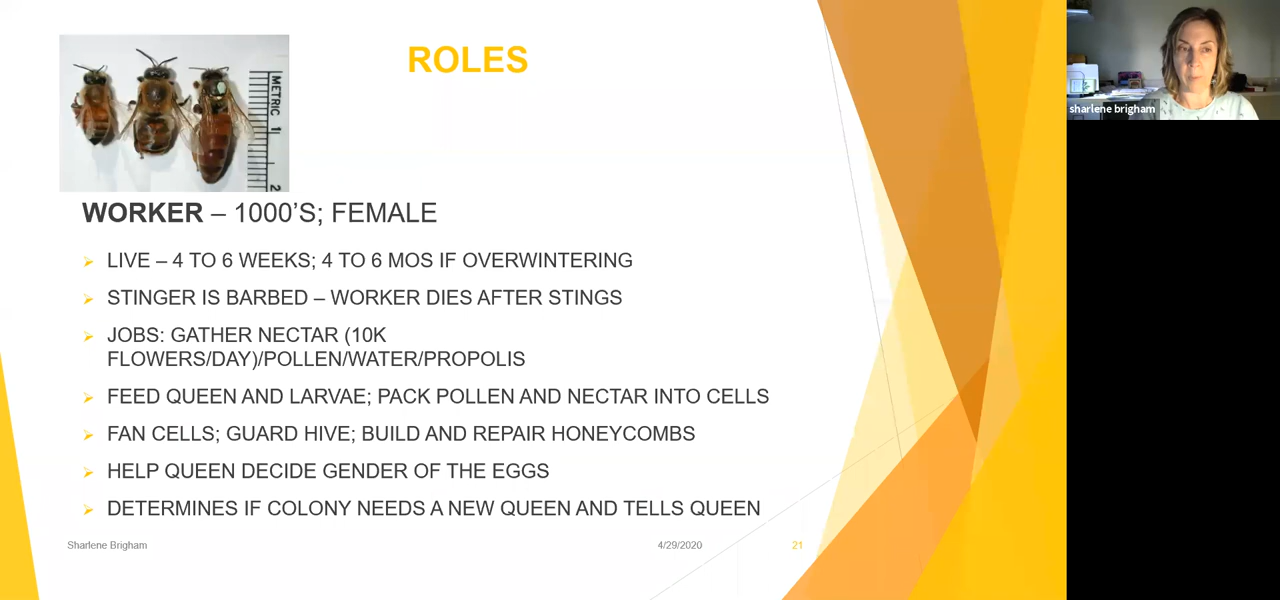 ROLES
METRIC 1
2
WORKER – 1000’S; FEMALE
LIVE – 4 TO 6 WEEKS; 4 TO 6 MOS IF OVERWINTERING
STINGER IS BARBED – WORKER DIES AFTER STINGS
JOBS: GATHER NECTAR (10K
FLOWERS/DAY)/POLLEN/WATER/PROPOLIS
FEED QUEEN AND LARVAE; PACK POLLEN AND NECTAR INTO CELLS
FAN CELLS; GUARD HIVE; BUILD AND REPAIR HONEYCOMBS
HELP QUEEN DECIDE GENDER OF THE EGGS
DETERMINES IF COLONY NEEDS A NEW QUEEN AND TELLS QUEEN
Sharlene Brigham
4/29/2020
21
sharlene brigham